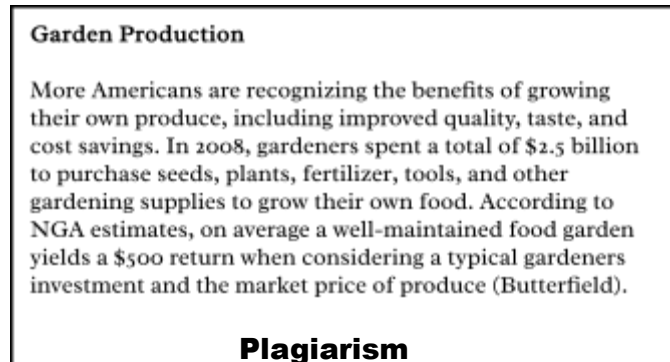 Garden Production
More Americans are recognizing the benefits of growing
their own produce, including improved quality, taste, and
cost savings. In 2008, gardeners spent a total of $2.5 billion
to purchase seeds, plants, fertilizer, tools, and other
gardening supplies to grow their own food. According to
NGA estimates, on average a well-maintained food garden
yields a $500 return when considering a typical gardeners
investment and the market price of produce (Butterfield).
Plagiarism